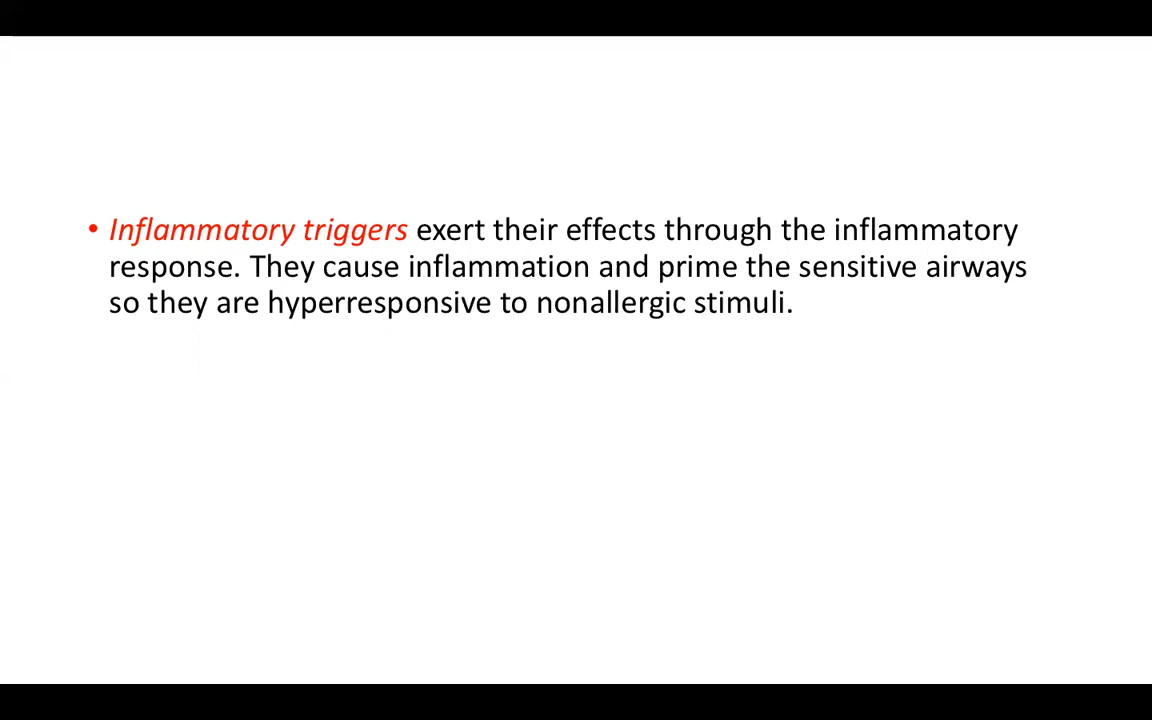 • Inflammatory triggers exert their effects through the inflammatory
response. They cause inflammation and prime the sensitive airways
so they are hyperresponsive to nonallergic stimuli.